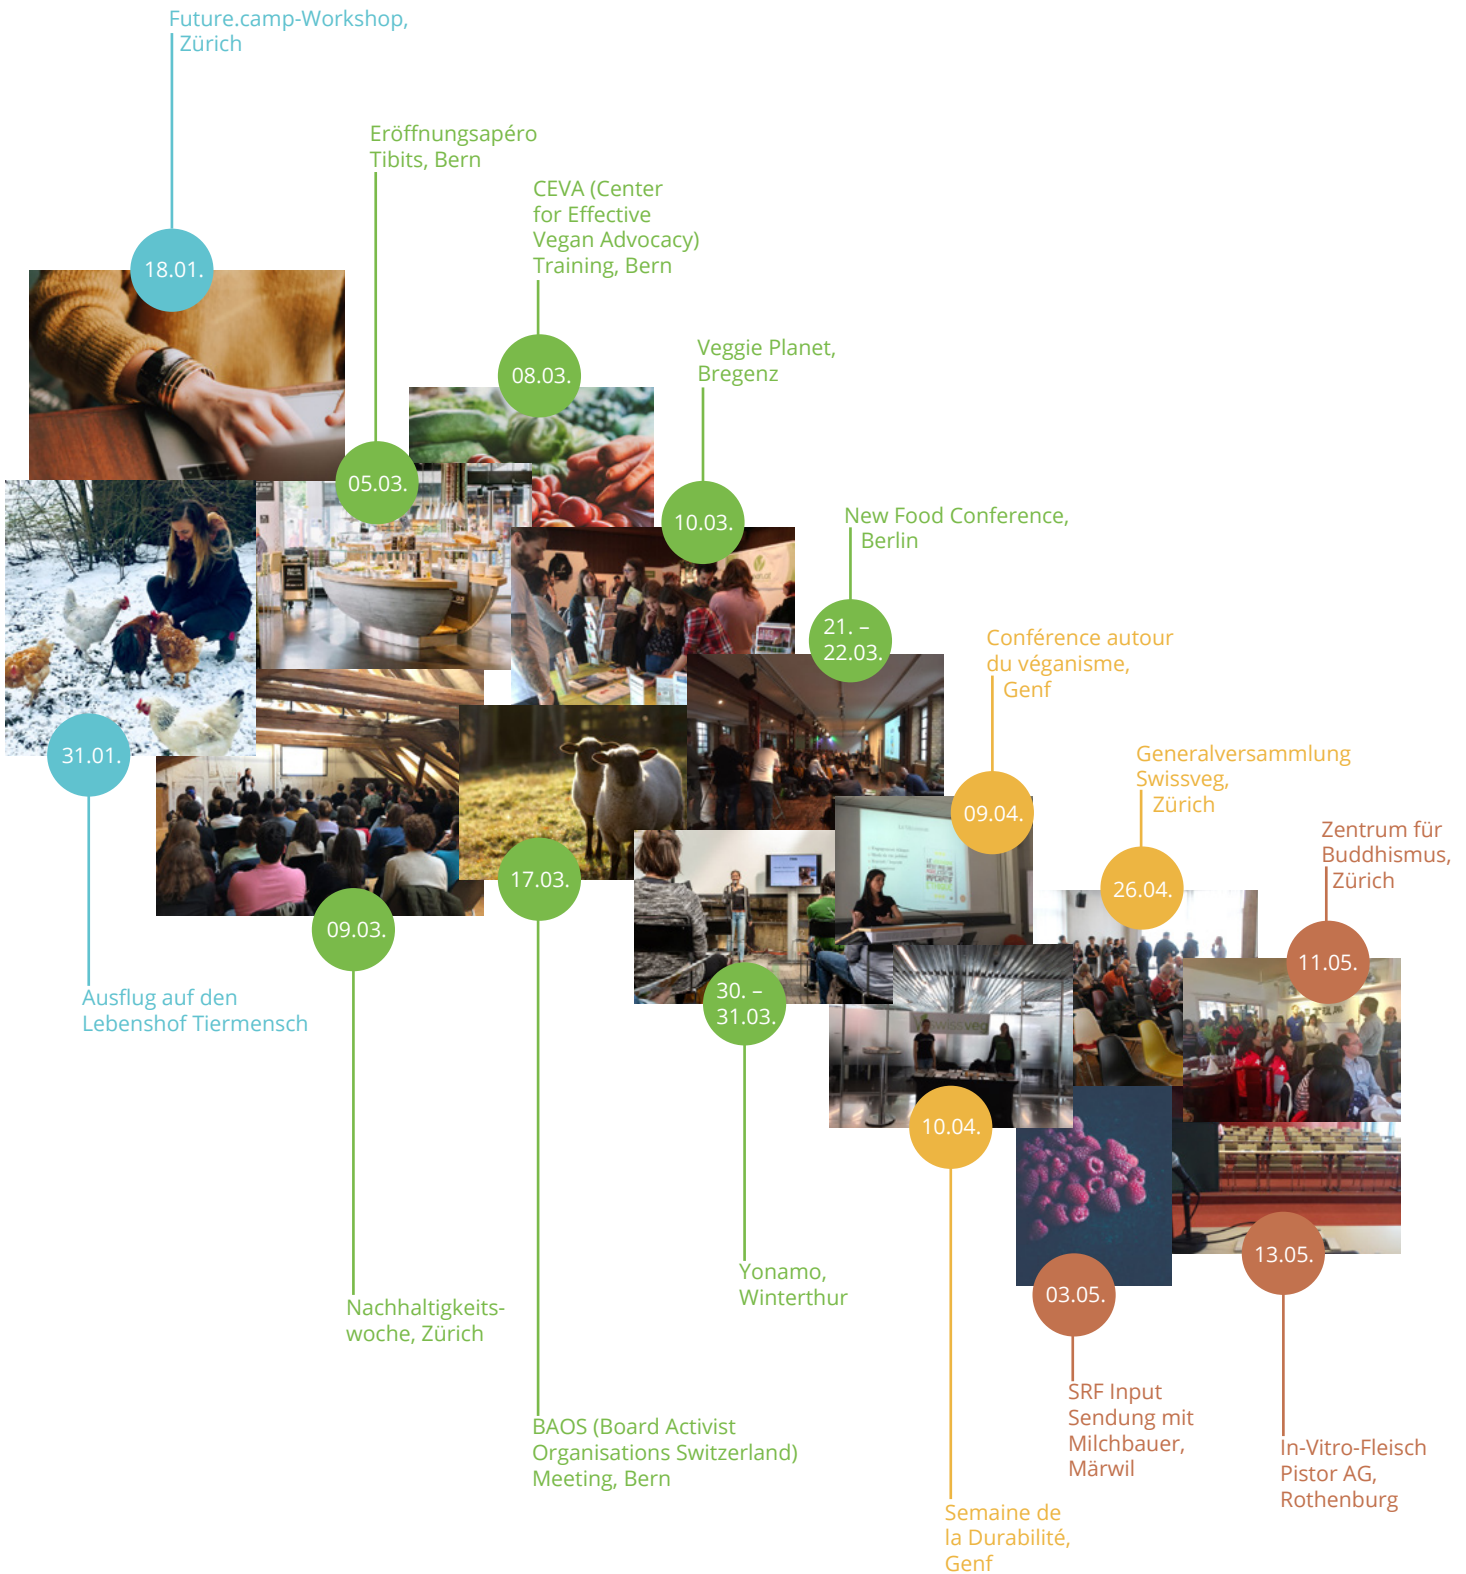 Future.camp-Workshop,
Zürich
18.01.
Eröffnungsapéro
Tibits, Bern
05.03.
CEVA (Center
for Effective
Vegan Advocacy)
Training, Bern
08.03.
Veggie Planet,
Bregenz
10.03.
New Food Conference,
Berlin
21. –
22.03.
Conférence autour
du véganisme,
Genf
09.04.
Generalversammlung
Swissveg,
Zürich
26.04.
Zentrum für
Buddhismus,
Zürich
11.05.
31.01.
Ausflug auf den
Lebenshof Tiermensch
09.03.
Nachhaltigkeits-
woche, Zürich
17.03.
BAOS (Board Activist
Organisations Switzerland)
Meeting, Bern
30. –
31.03.
Yonamo,
Winterthur
swissveg
10.04.
Semaine de
la Durabilité,
Genf
03.05.
SRF Input
Sendung mit
Milchbauer,
Märwil
13.05.
In-Vitro-Fleisch
Pistor AG,
Rothenburg